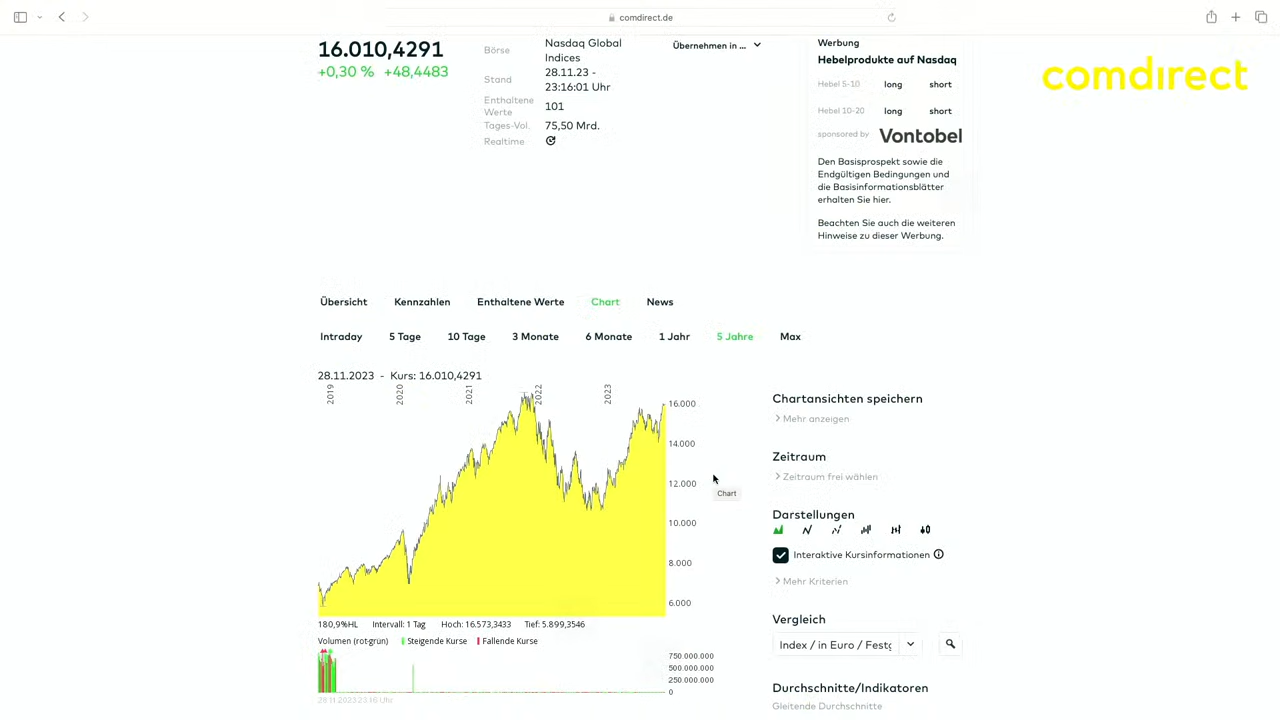 comdirect.de
16.010,4291
+0,30 % +48,4483
Börse
Nasdaq Global
Indices
Stand
28.11.23 -
23:16:01 Uhr
Enthaltene
Werte
101
Tages-Vol.
75,50 Mrd.
Realtime
Übernehmen in ...
Werbung
Hebelprodukte auf Nasdaq
Hebel 5-10 long short
Hebel 10-20 long short
sponsored by Vontobel
Den Basisprospekt sowie die
Endgültigen Bedingungen und
die Basisinformationsblätter
erhalten Sie hier.
Beachten Sie auch die weiteren
Hinweise zu dieser Werbung.
comdirect
Übersicht Kennzahlen Enthaltene Werte Chart News
Intraday 5 Tage 10 Tage 3 Monate 6 Monate 1 Jahr 5 Jahre Max
28.11.2023 - Kurs: 16.010,4291
2019 2020 2021 2022 2023
16.000
14.000
12.000
10.000
8.000
6.000
Chart
180,9%HL Intervall: 1 Tag Hoch: 16.573,3433 Tief: 5.899,3546
Volumen (rot-grün) Steigende Kurse Fallende Kurse
750.000.000
500.000.000
250.000.000
0
28.11.2023 23:16 Uhr
Chartansichten speichern
Mehr anzeigen
Zeitraum
Zeitraum frei wählen
Darstellungen
Interaktive Kursinformationen
Mehr Kriterien
Vergleich
Index / in Euro / Festg
Durchschnitte/Indikatoren
Gleitende Durchschnitte